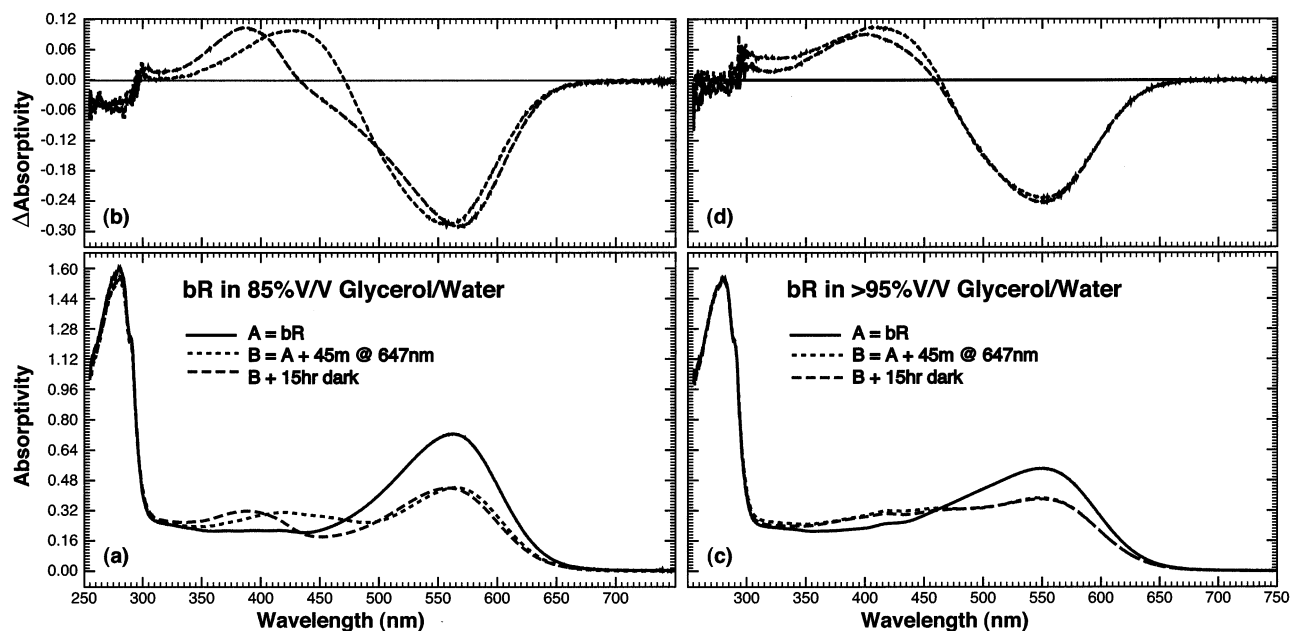 0.12
0.06
0.00
-0.06
-0.12
-0.18
-0.24
-0.30
ΔAbsorptivity
(b)
(d)
1.60
1.44
1.28
1.12
0.96
0.80
0.64
0.48
0.32
0.16
0.00
Absorptivity
bR in 85%V/V Glycerol/Water
A = bR
B = A + 45m @ 647nm
B + 15hr dark
(a)
bR in >95%V/V Glycerol/Water
A = bR
B = A + 45m @ 647nm
B + 15hr dark
(c)
250 300 350 400 450 500 550 600 650
300 350 400 450 500 550 600 650 700 750
Wavelength (nm)
Wavelength (nm)